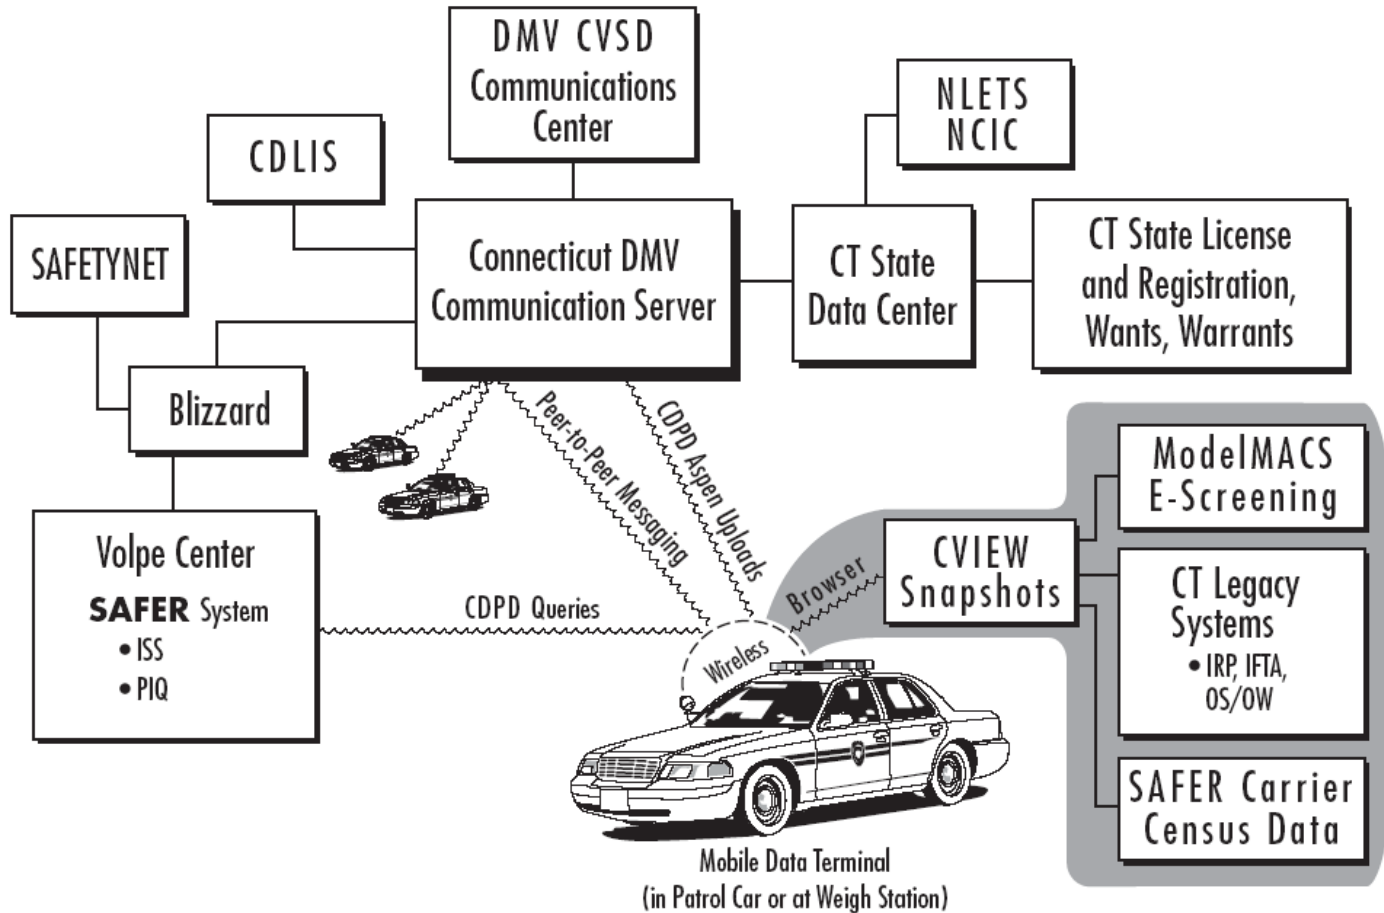 DMV CVSD
Communications
Center
NLETS
NCIC
CDLIS
SAFETYNET
Connecticut DMV
Communication Server
CT State
Data Center
CT State License
and Registration,
Wants, Warrants
Blizzard
Peer-to-Peer Messaging
CDPD Aspen Uploads
Volpe Center
SAFER System
• ISS
• PIQ
CDPD Queries
Wireless
Browser
CVIEW
Snapshots
ModelMACS
E-Screening
CT Legacy
Systems
• IRP, IFTA,
OS/OW
SAFER Carrier
Census Data
Mobile Data Terminal
(in Patrol Car or at Weigh Station)